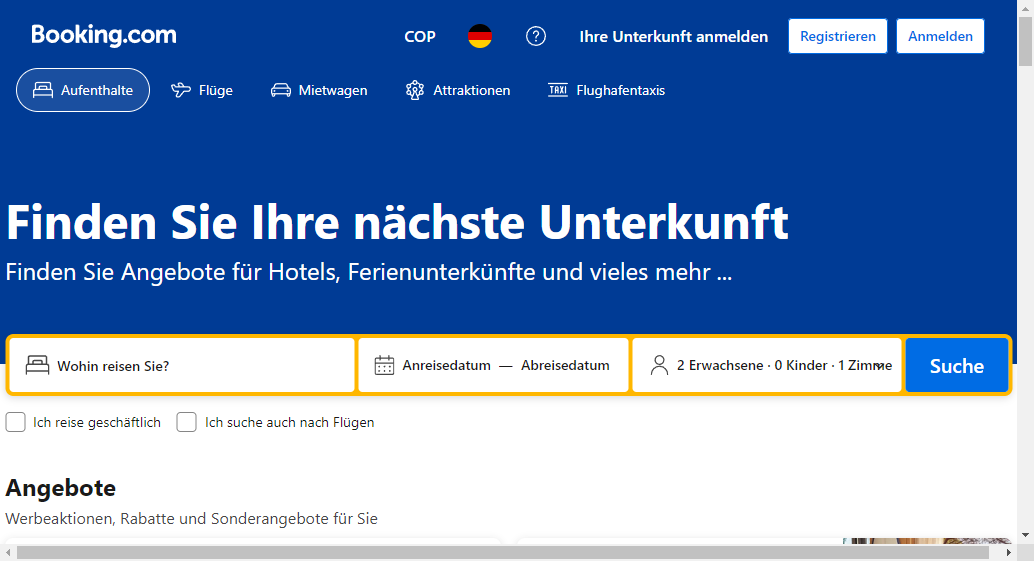 Booking.com
COP
Ihre Unterkunft anmelden
Registrieren
Anmelden
Aufenthalte
Flüge
Mietwagen
Attraktionen
TAXI
Flughafentaxis
Finden Sie Ihre nächste Unterkunft
Finden Sie Angebote für Hotels, Ferienunterkünfte und vieles mehr ...
Wohin reisen Sie?
Anreisedatum — Abreisedatum
2 Erwachsene · 0 Kinder · 1 Zimme
Suche
Ich reise geschäftlich
Ich suche auch nach Flügen
Angebote
Werbeaktionen, Rabatte und Sonderangebote für Sie